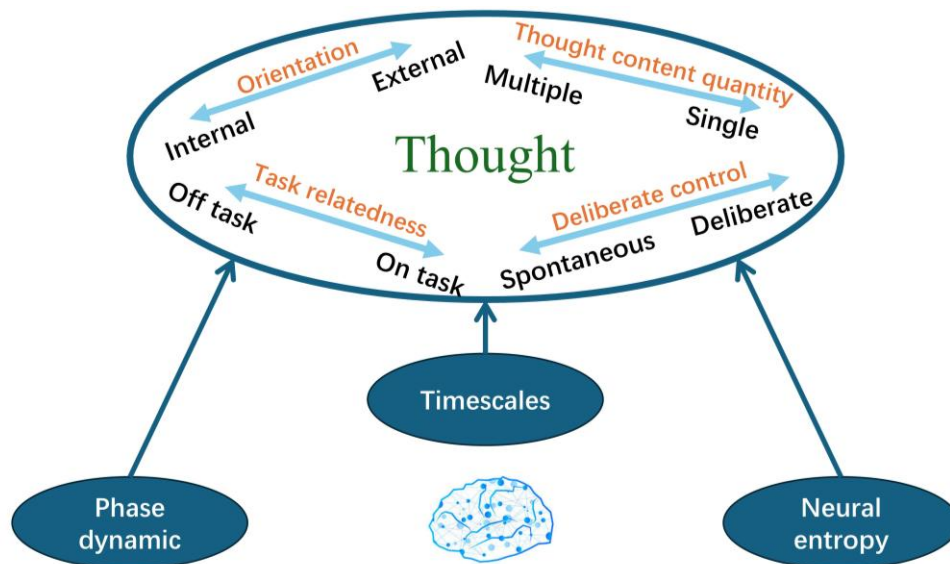 Orientation
Internal
External
Thought content quantity
Multiple
Single
Thought
Task relatedness
Off task
On task
Deliberate control
Spontaneous
Deliberate
Timescales
Phase
dynamic
Neural
entropy